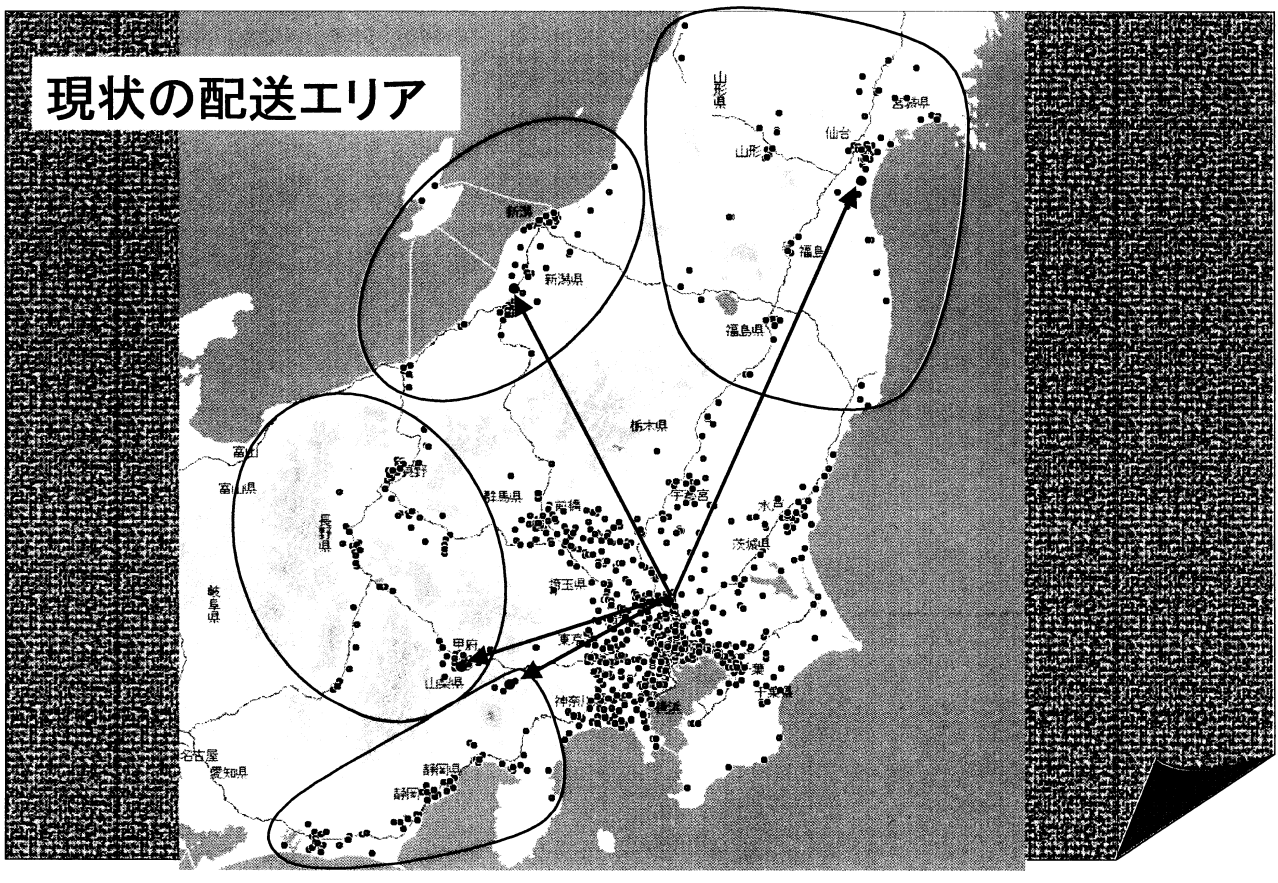 現状の配送エリア
山形県
宮城県
仙台
山形
新潟
福島
新潟県
福島県
栃木県
富山
長野
富山県
群馬県
前橋
宇都宮
水戸
長野県
茨城県
埼玉県
岐阜県
東京
甲府
山梨県
千葉
千葉県
神奈川
横浜
名古屋
愛知県
静岡県
静岡